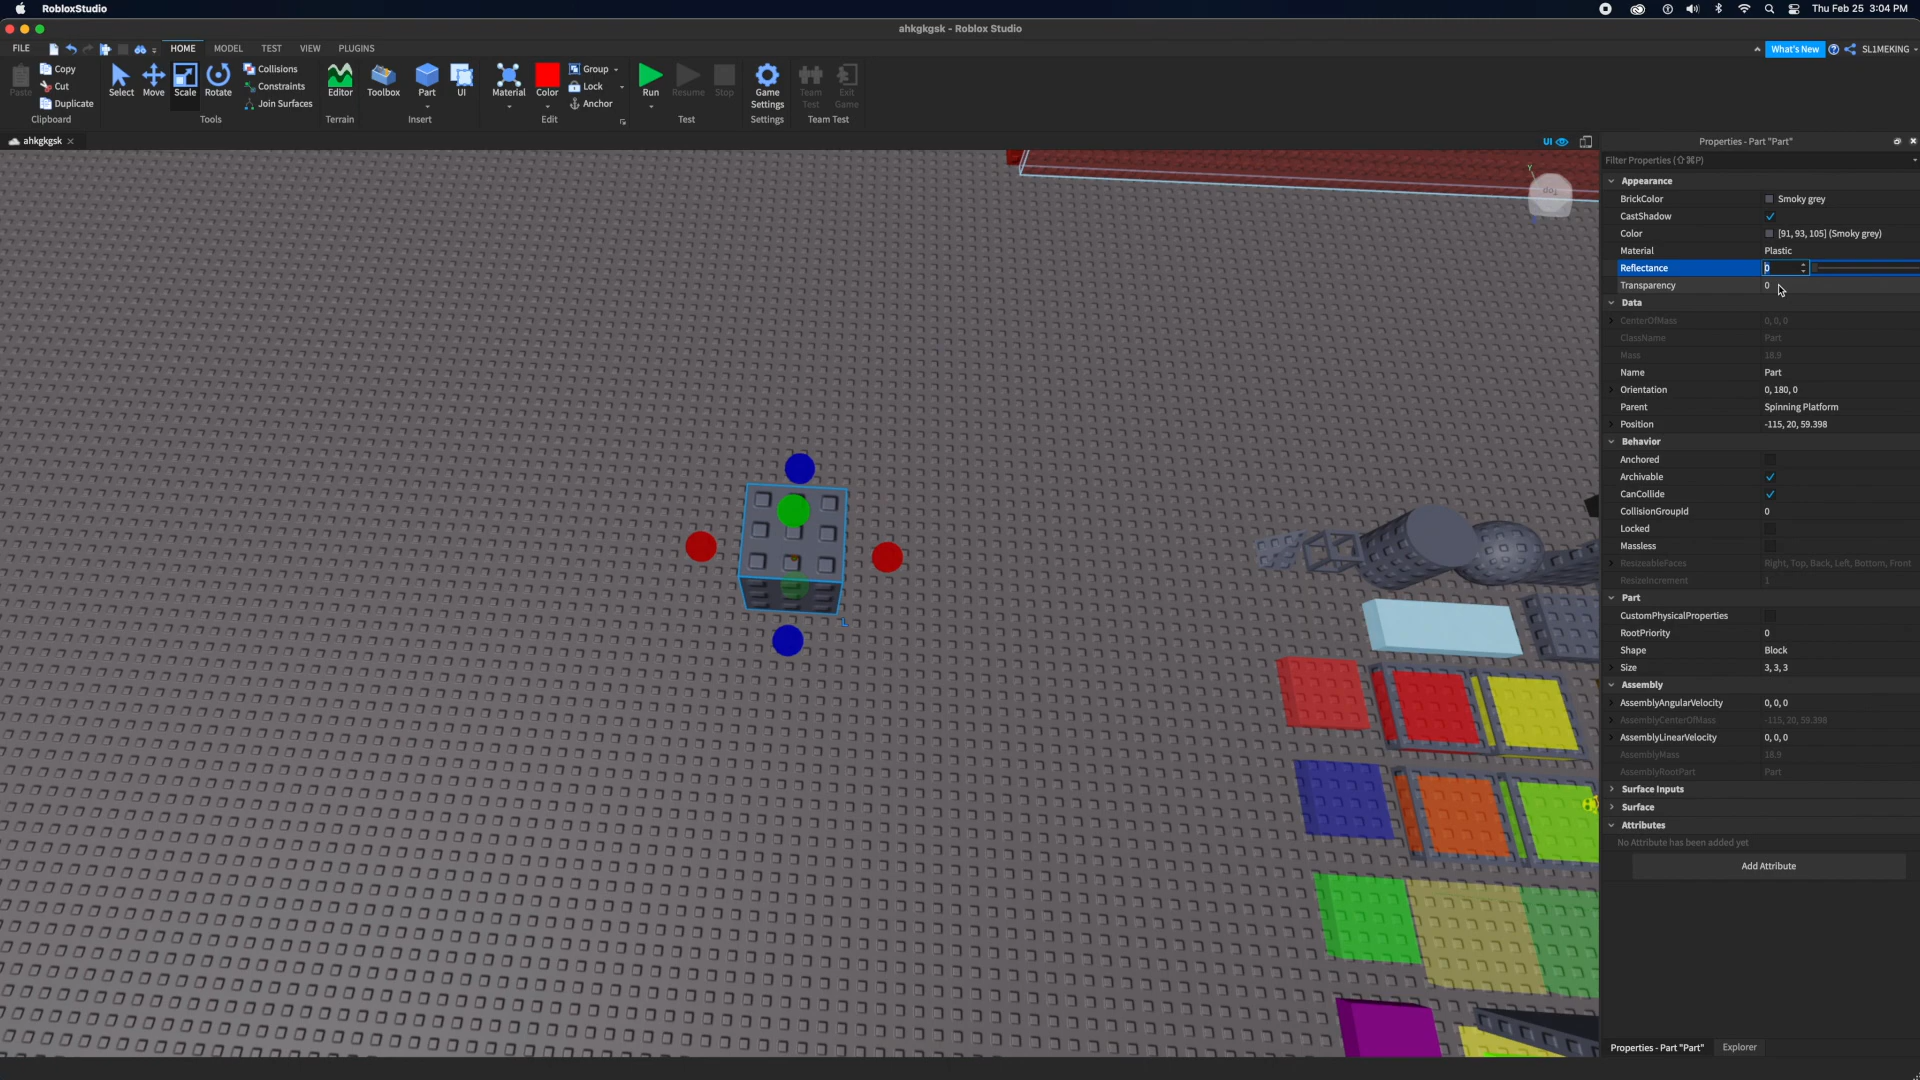 RobloxStudio
Thu Feb 25 3:04 PM
ahkgkgsk - Roblox Studio
FILE
HOME
MODEL
TEST
VIEW
PLUGINS
What's New
SL1MEKING
Paste
Copy
Cut
Duplicate
Clipboard
Select
Move
Scale
Rotate
Collisions
Constraints
Join Surfaces
Tools
Editor
Terrain
Toolbox
Part
UI
Insert
Material
Color
Group
Lock
Anchor
Edit
Run
Resume
Stop
Test
Game
Settings
Settings
Team
Test
Exit
Game
Team Test
ahkgkgsk
UI
Properties - Part "Part"
Filter Properties (⇧⌘P)
Appearance
BrickColor Smoky grey
CastShadow
Color [91, 93, 105] (Smoky grey)
Material Plastic
Reflectance 0
Transparency 0
Data
CenterOfMass 0, 0, 0
ClassName Part
Mass 18.9
Name Part
Orientation 0, 180, 0
Parent Spinning Platform
Position -115, 20, 59.398
Behavior
Anchored
Archivable
CanCollide
CollisionGroupId 0
Locked
Massless
ResizeableFaces Right, Top, Back, Left, Bottom, Front
ResizeIncrement 1
Part
CustomPhysicalProperties
RootPriority 0
Shape Block
Size 3, 3, 3
Assembly
AssemblyAngularVelocity 0, 0, 0
AssemblyCenterOfMass -115, 20, 59.398
AssemblyLinearVelocity 0, 0, 0
AssemblyMass 18.9
AssemblyRootPart Part
Surface Inputs
Surface
Attributes
No Attribute has been added yet
Add Attribute
Properties - Part "Part"
Explorer
Top
Y